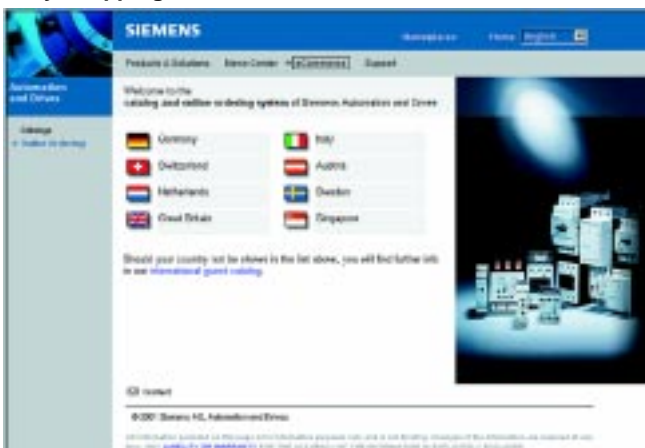 SIEMENS
Home English
Products & Solutions Service Center eCommerce Support
Automation
and Drives
Welcome to the
catalog and online ordering system of Siemens Automation and Drives
Catalogs
Online Ordering
Germany Italy
Switzerland Austria
Netherlands Sweden
Great Britain Singapore
Should your country not be shown in the list above, you will find further info
in our international guest catalog.
Contact
© 2001 Siemens AG, Automation and Drives